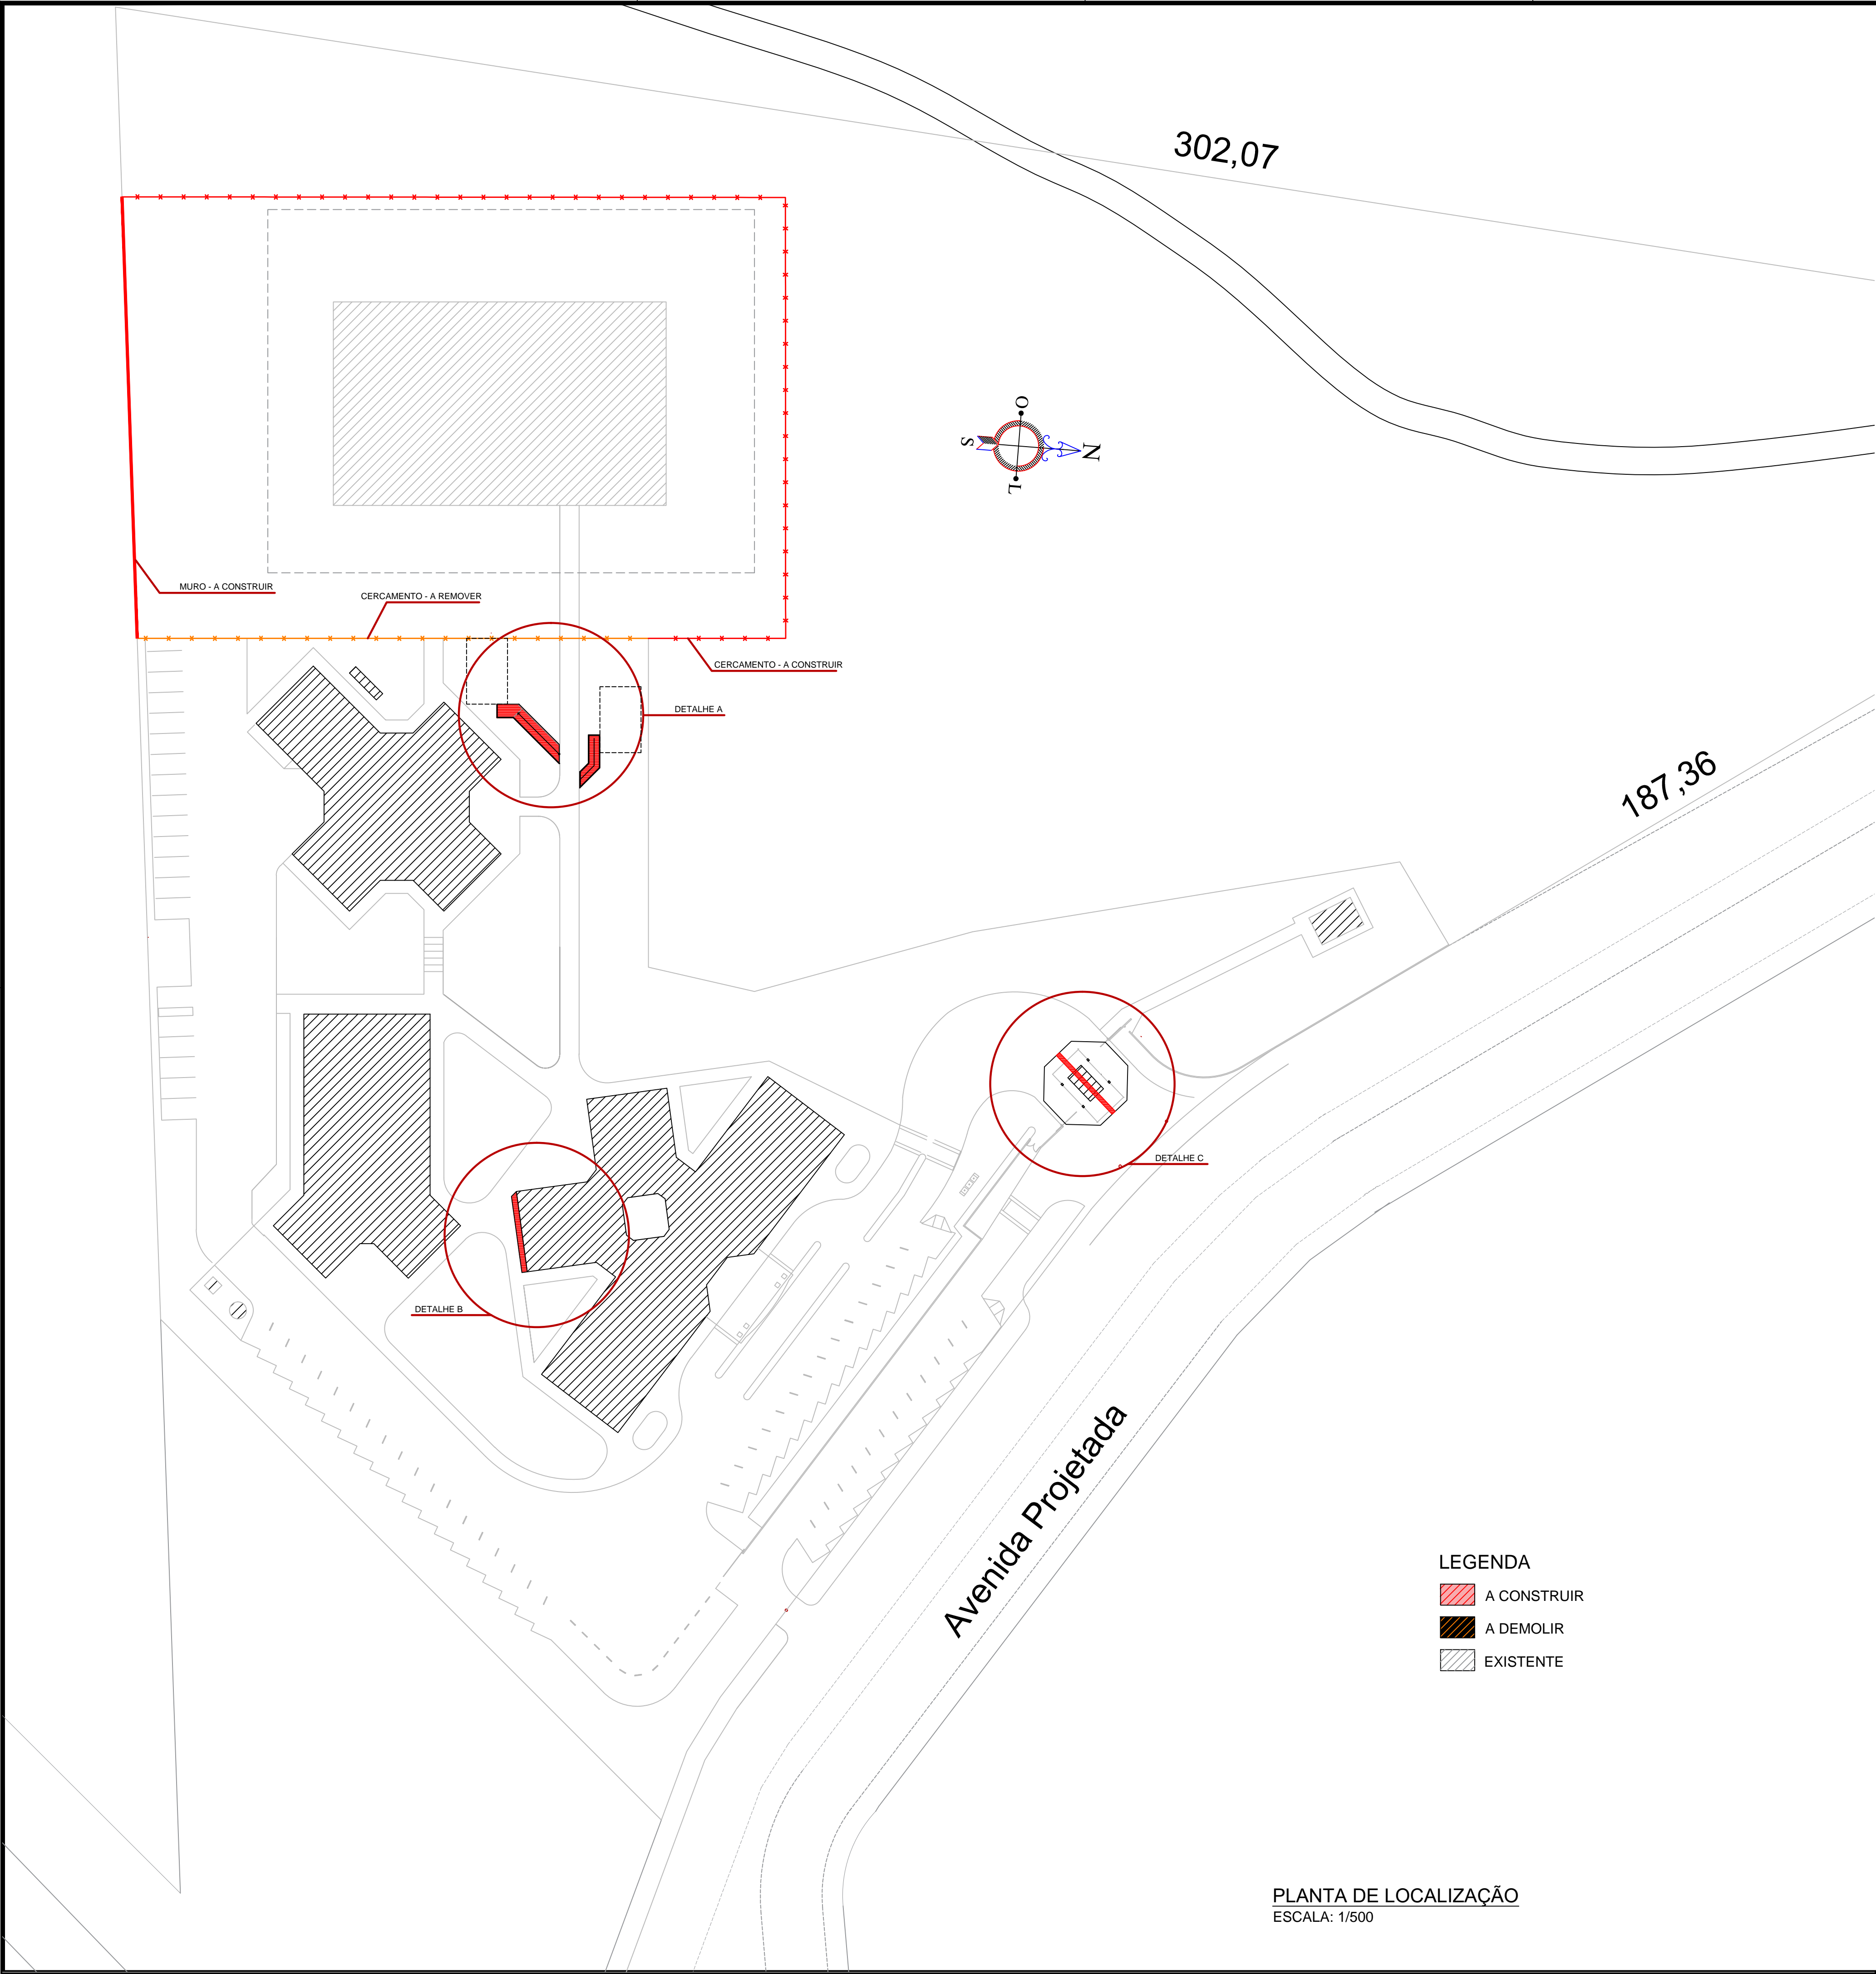 302,07
O
S
N
L
MURO - A CONSTRUIR
CERCAMENTO - A REMOVER
CERCAMENTO - A CONSTRUIR
DETALHE A
187,36
DETALHE C
DETALHE B
Avenida Projetada
LEGENDA
A CONSTRUIR
A DEMOLIR
EXISTENTE
PLANTA DE LOCALIZAÇÃO
ESCALA: 1/500